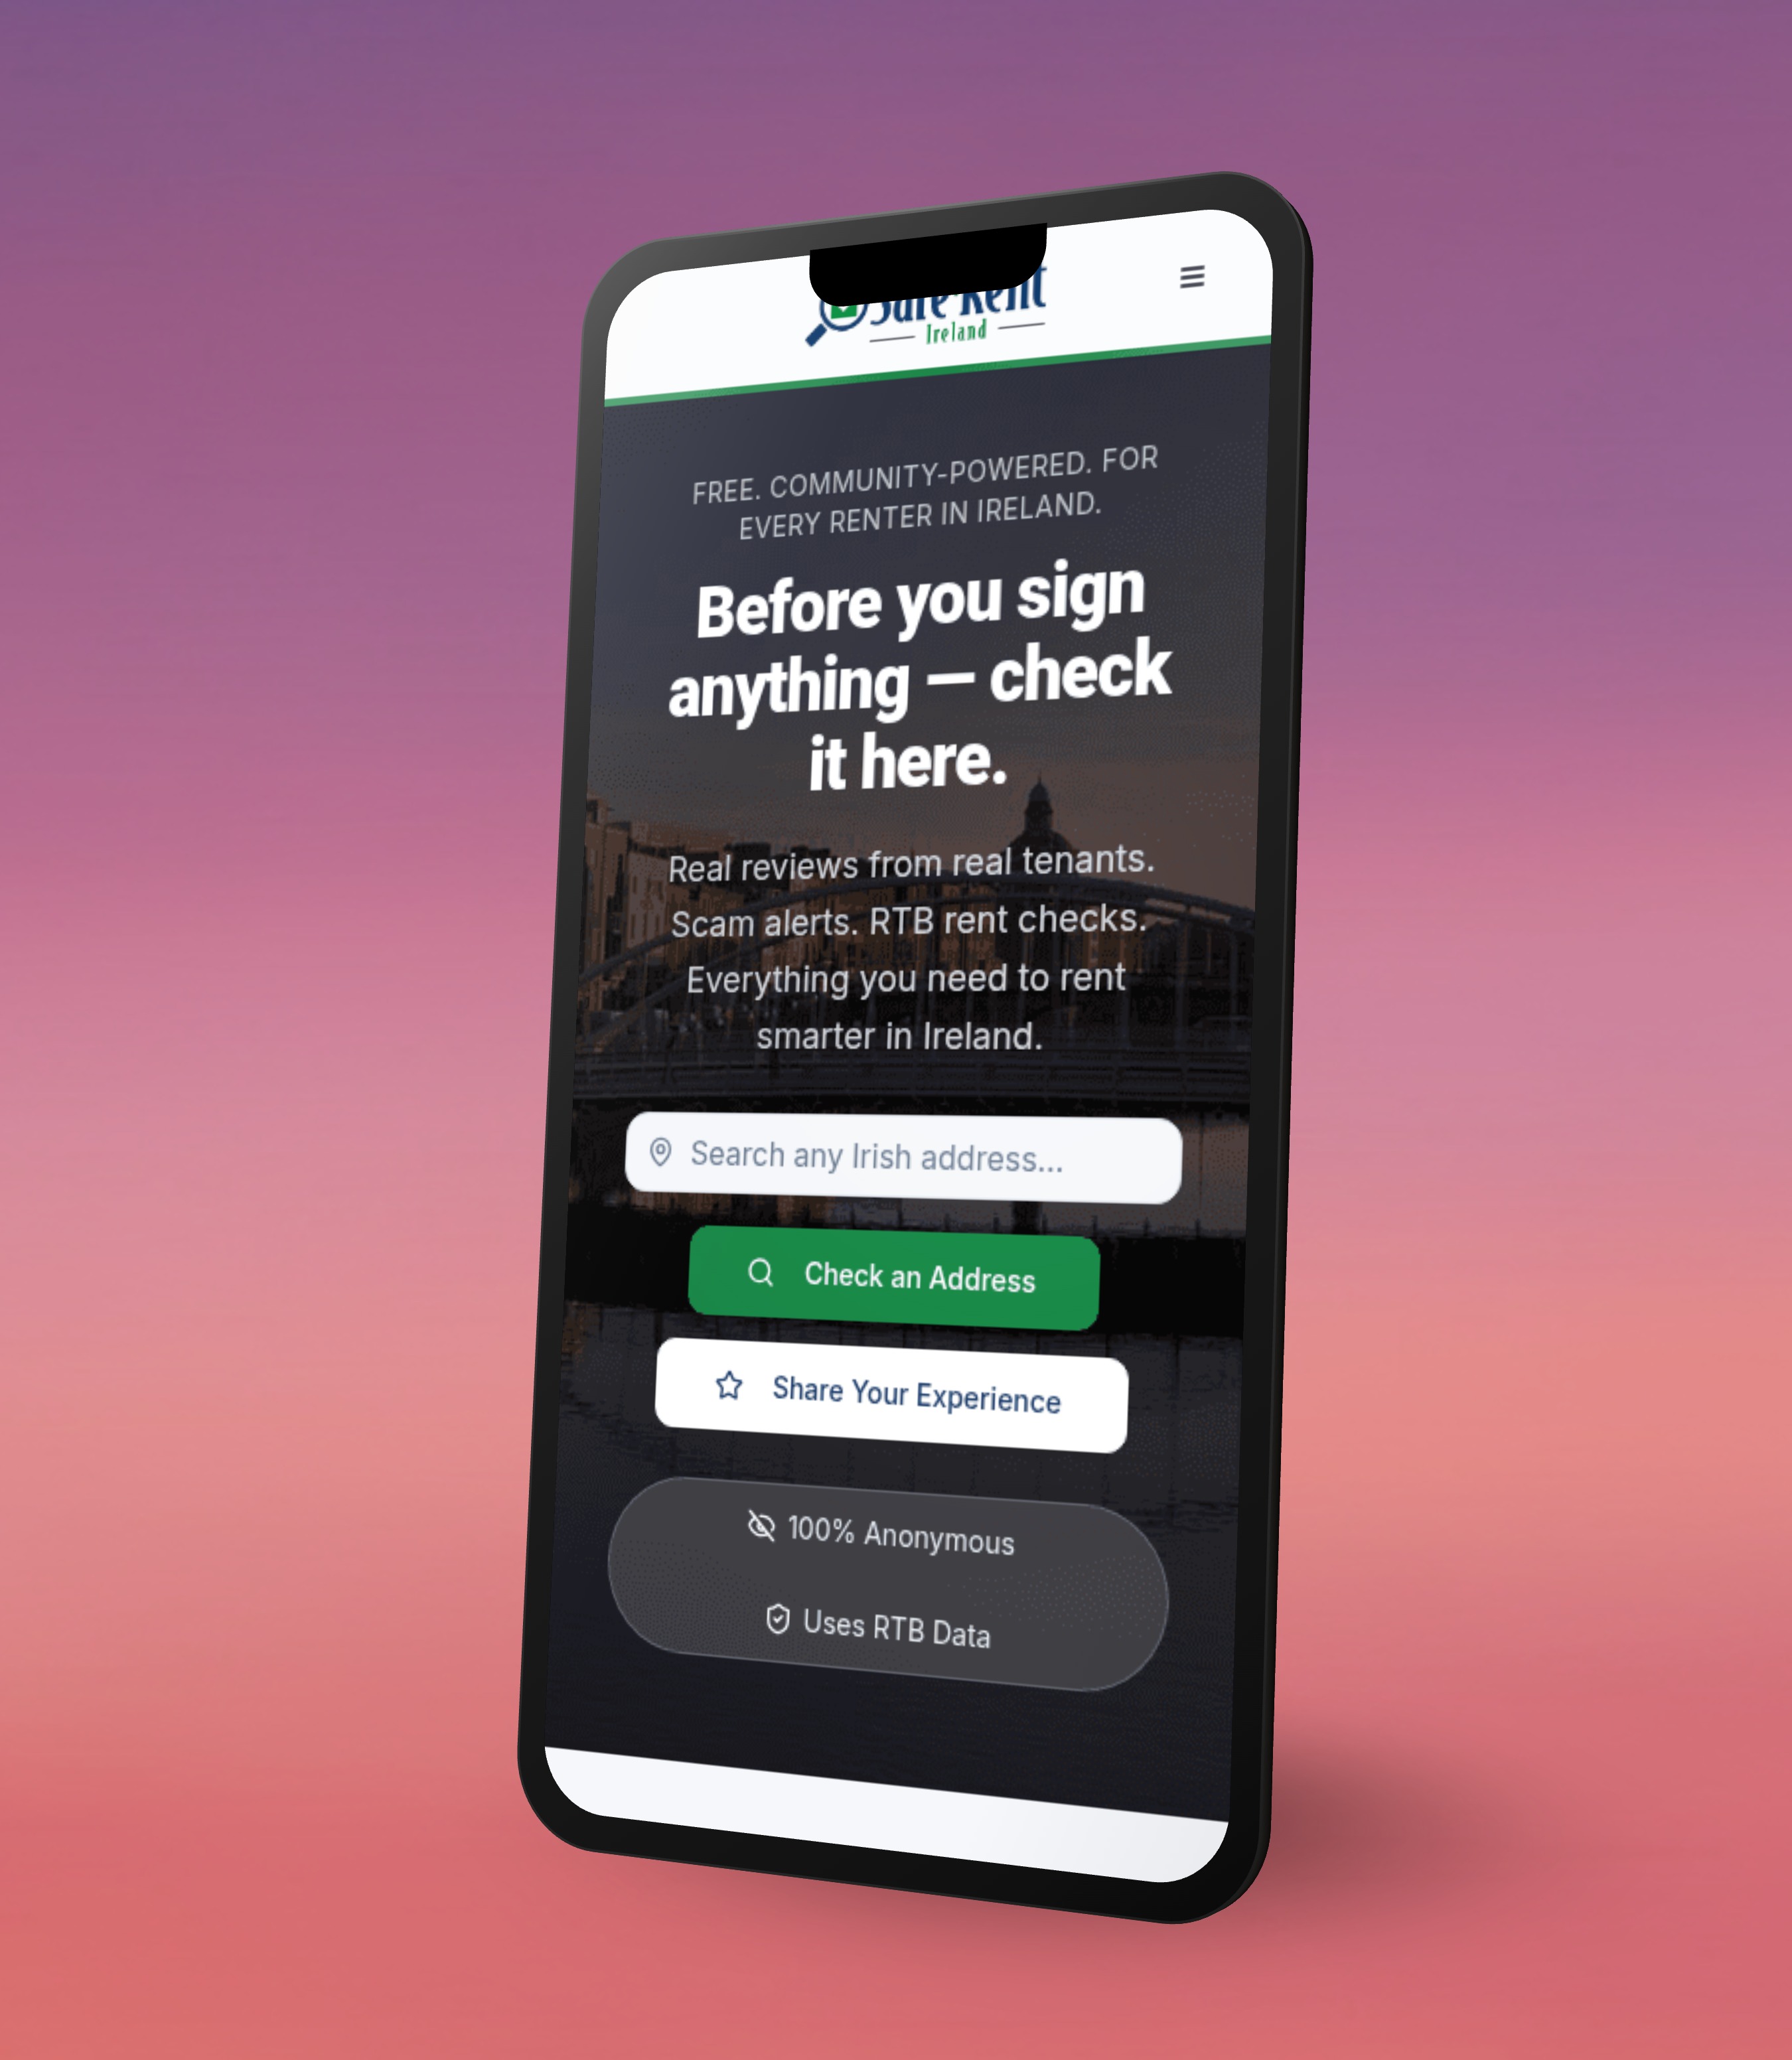 Safe Rent
Ireland
FREE. COMMUNITY-POWERED. FOR
EVERY RENTER IN IRELAND.
Before you sign
anything — check
it here.
Real reviews from real tenants.
Scam alerts. RTB rent checks.
Everything you need to rent
smarter in Ireland.
Search any Irish address...
Check an Address
Share Your Experience
100% Anonymous
Uses RTB Data